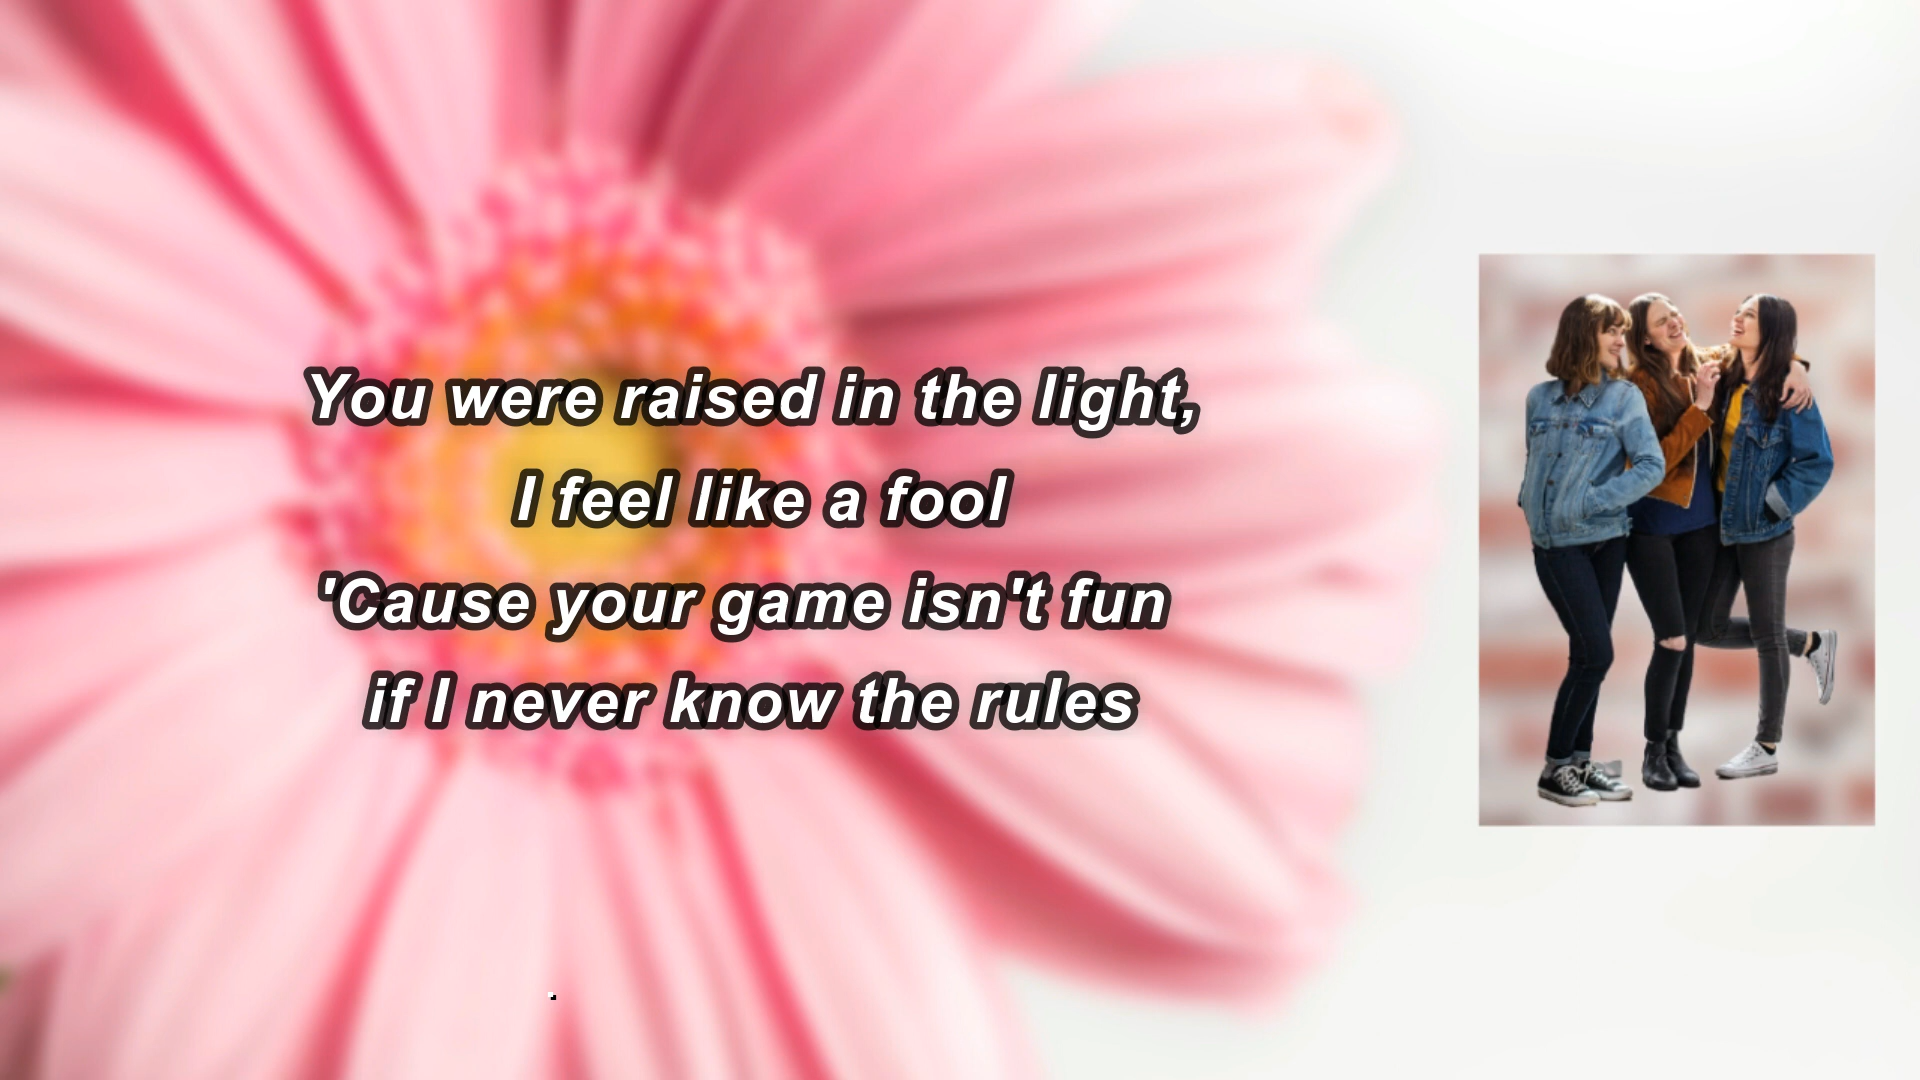 You were raised in the light,
I feel like a fool
'Cause your game isn't fun
if I never know the rules